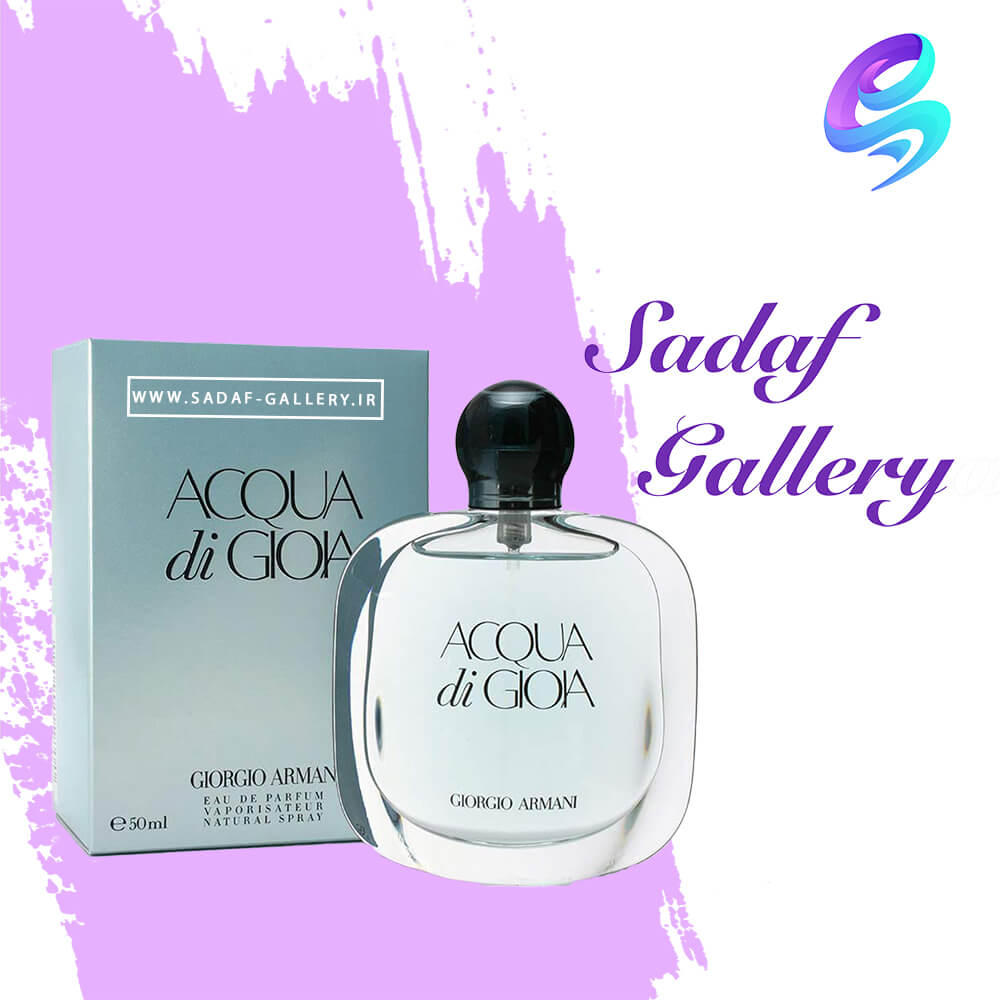 Sadaf
Gallery
WWW.SADAF-GALLERY.IR
ACQUA
di GIOIA
GIORGIO ARMANI
EAU DE PARFUM
VAPORISATEUR
NATURAL SPRAY
e 50ml
ACQUA
di GIOIA
GIORGIO ARMANI